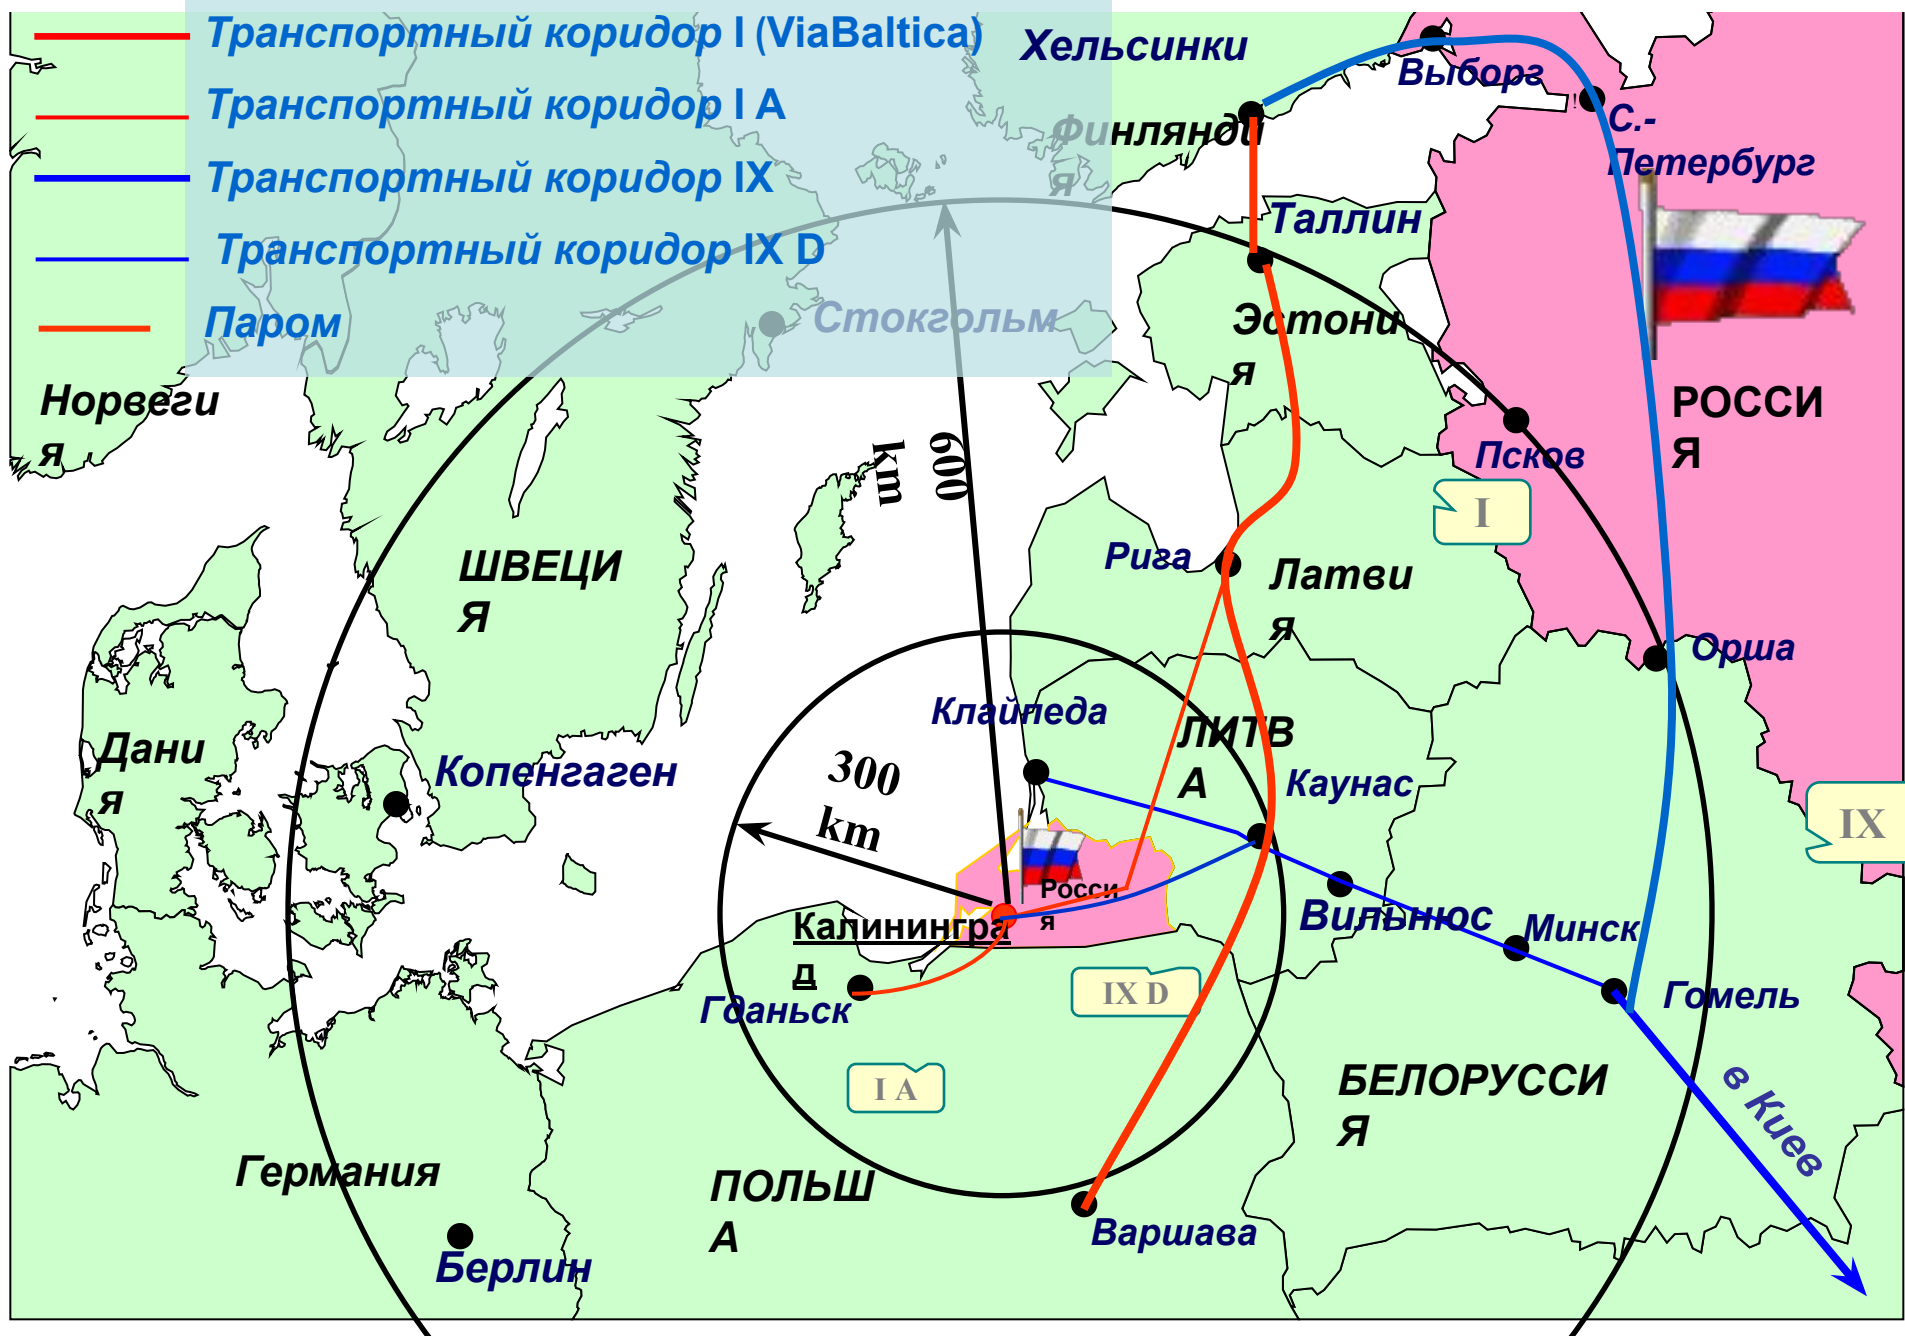 Транспортный коридор I (ViaBaltica)
Транспортный коридор I A
Транспортный коридор IX
Транспортный коридор IX D
Паром
Хельсинки
Выборг
Финлянди
я
С.-
Петербург
Таллин
Стокгольм
Эстони
я
Норвеги
я
РОССИ
Я
600
km
Псков
I
ШВЕЦИ
Я
Рига
Латви
я
Орша
Клайпеда
ЛИТВ
А
Дани
я
Копенгаген
300
km
Каунас
IX
Росси
я
Калинингра
д
Вильнюс
Минск
Гданьск
IX D
Гомель
I A
БЕЛОРУССИ
Я
в Киев
Германия
ПОЛЬШ
А
Варшава
Берлин